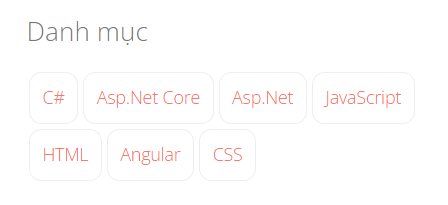 Danh mục
C# Asp.Net Core Asp.Net JavaScript
HTML Angular CSS